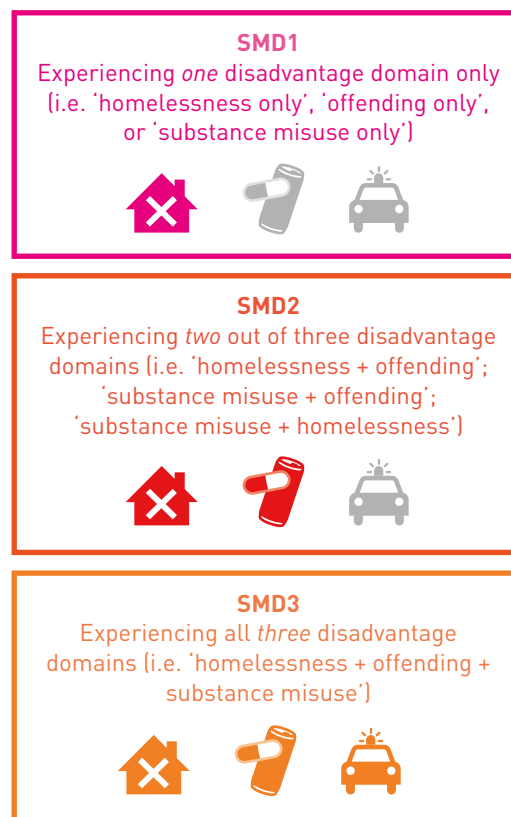 SMD1
Experiencing one disadvantage domain only
(i.e. ‘homelessness only’, ‘offending only’,
or ‘substance misuse only’)
SMD2
Experiencing two out of three disadvantage
domains (i.e. ‘homelessness + offending’;
‘substance misuse + offending’;
‘substance misuse + homelessness’)
SMD3
Experiencing all three disadvantage
domains (i.e. ‘homelessness + offending +
substance misuse’)